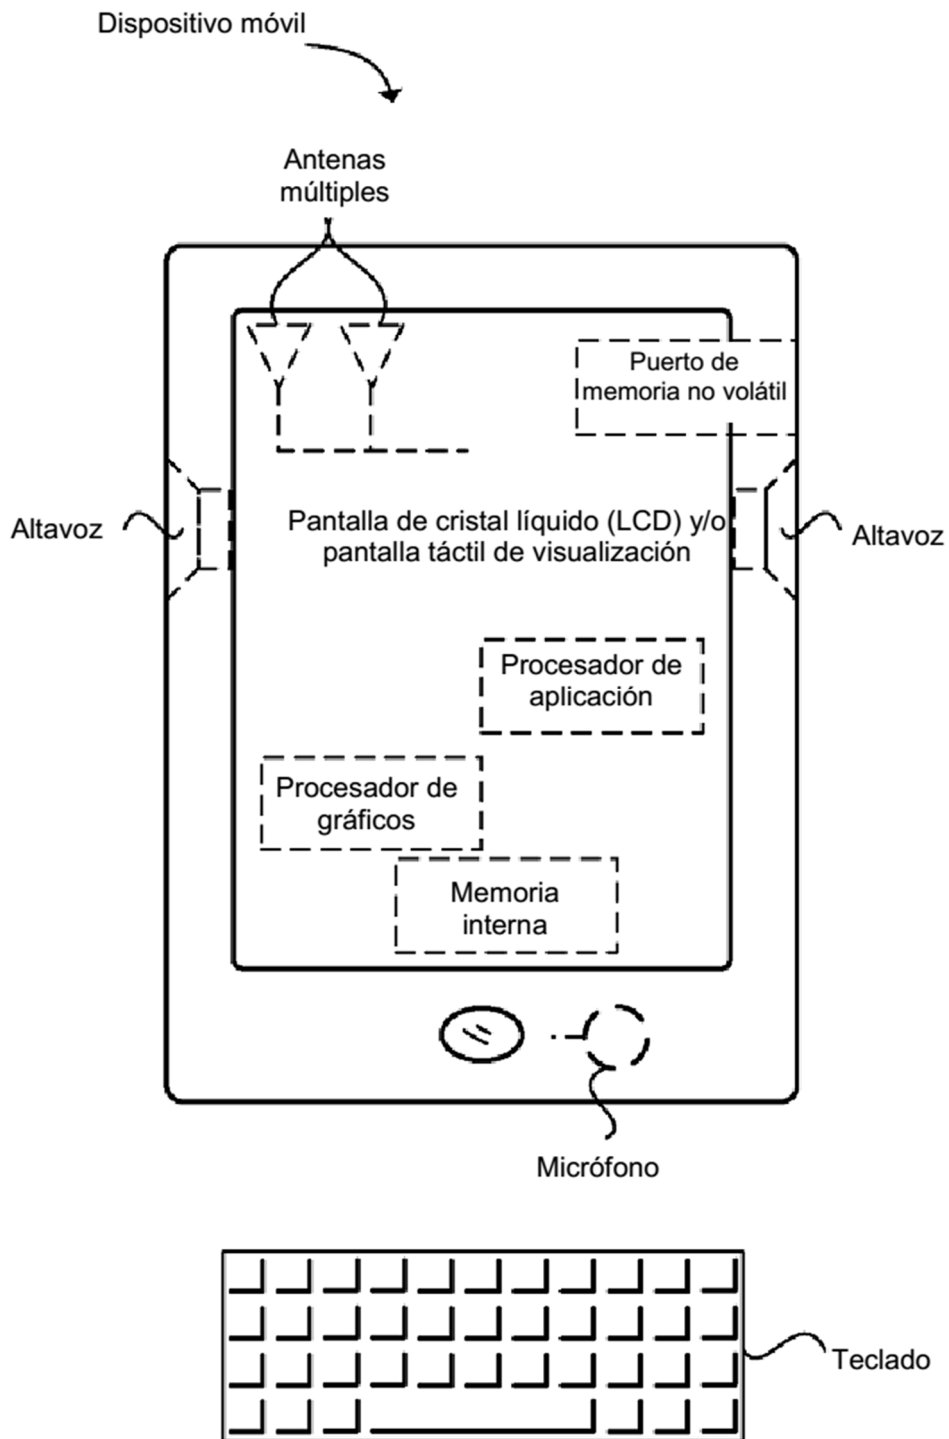 Dispositivo móvil
Antenas
múltiples
Puerto de
memoria no volátil
Altavoz
Pantalla de cristal líquido (LCD) y/o
pantalla táctil de visualización
Altavoz
Procesador de
aplicación
Procesador de
gráficos
Memoria
interna
Micrófono
Teclado